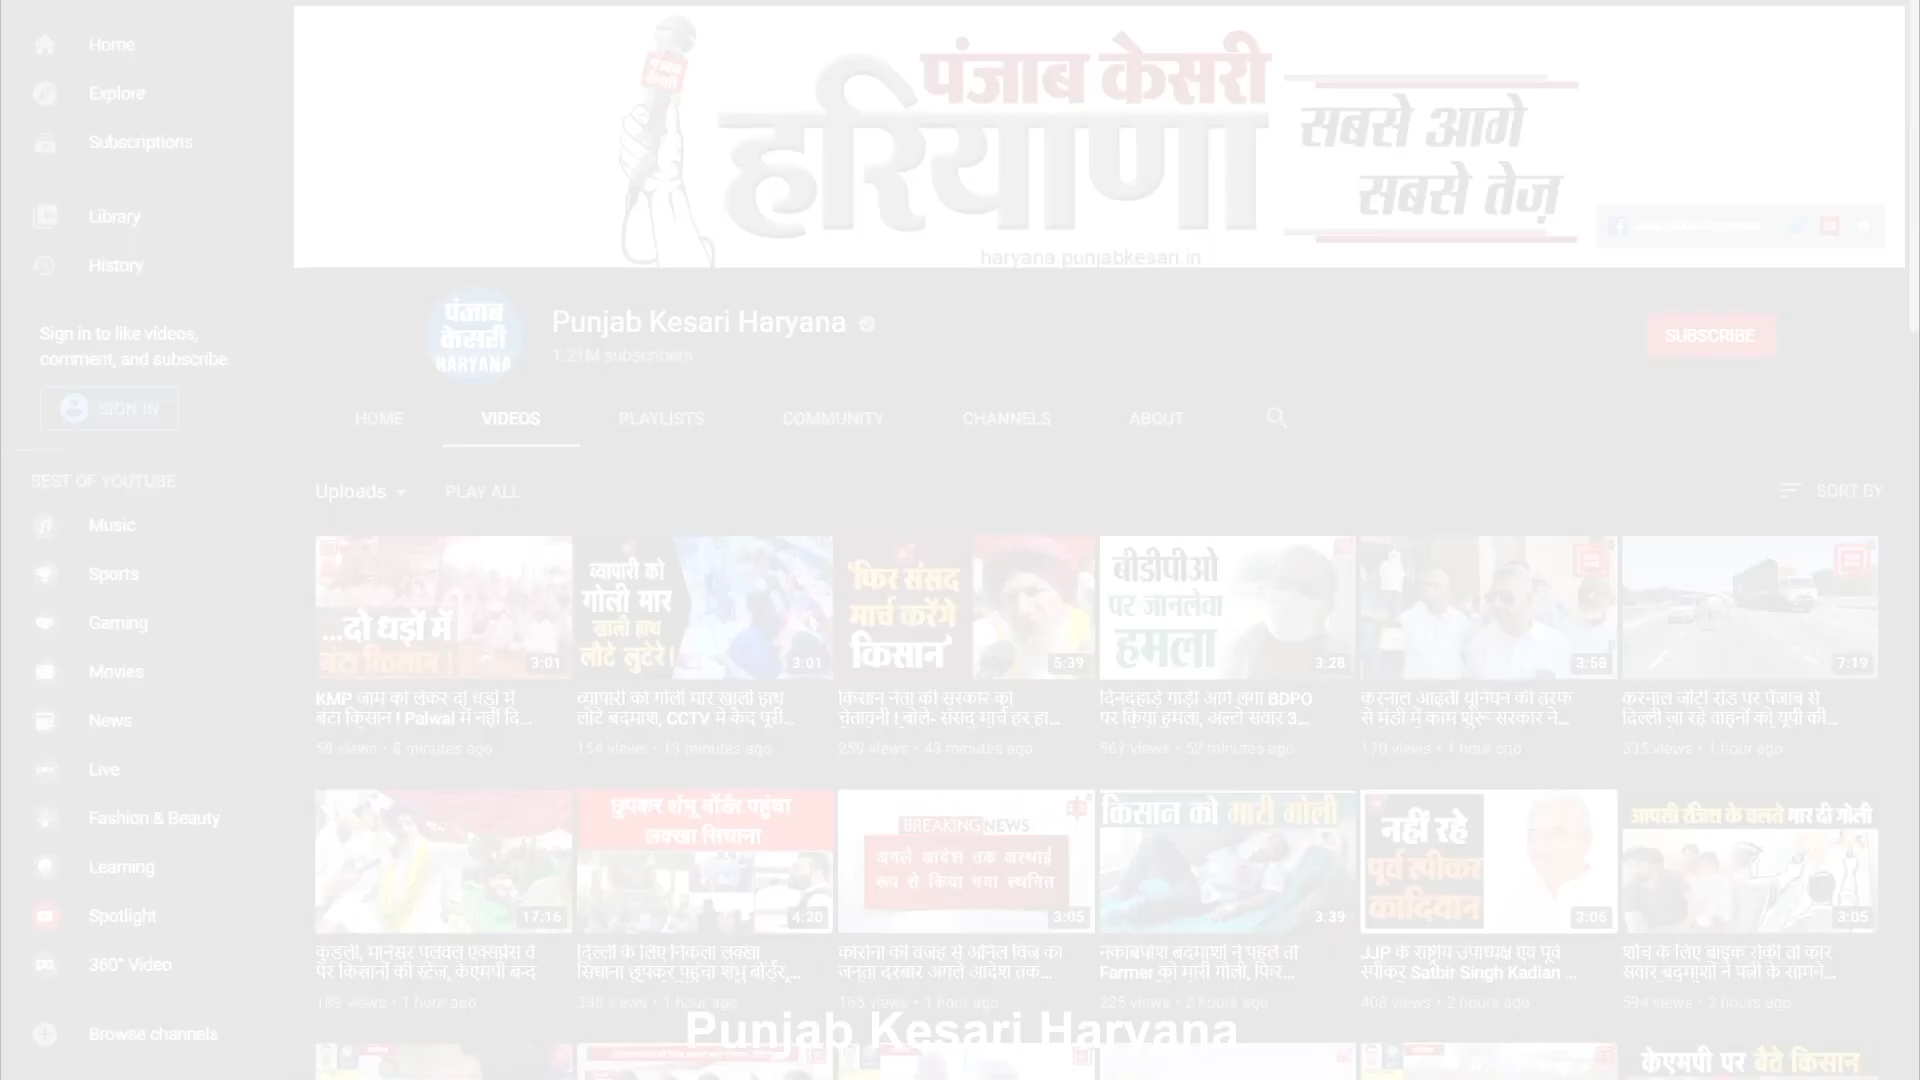 Home
Explore
Subscriptions
Library
History
Sign in to like videos,
comment, and subscribe.
SIGN IN
BEST OF YOUTUBE
Music
Sports
Gaming
Movies
News
Live
Fashion & Beauty
Learning
Spotlight
360° Video
Browse channels
पंजाब केसरी
हरियाणा
सबसे आगे
सबसे तेज़
haryana.punjabkesari.in
पंजाब
केसरी
HARYANA
Punjab Kesari Haryana
1.21M subscribers
SUBSCRIBE
HOME VIDEOS PLAYLISTS COMMUNITY CHANNELS ABOUT
Uploads PLAY ALL SORT BY
...दो धड़ों में
बंटा किसान !
3:01
व्यापारी को
गोली मार
खाली हाथ
लौटे लुटेरे।
3:01
'फिर संसद
मार्च करेंगे
किसान'
5:39
बीडीपीओ
पर जानलेवा
हमला
3:28
3:58
7:19
KMP जाम को लेकर दो धड़ों में
बंटा किसान ! Palwal में नहीं दि...
58 views • 8 minutes ago
व्यापारी को गोली मार खाली हाथ
लौटे बदमाश, CCTV में कैद पूरी...
154 views • 13 minutes ago
किसान नेता की सरकार को
चेतावनी ! बोले- संसद मार्च हर हा...
259 views • 43 minutes ago
दिनदहाड़े गाड़ी आगे लगा BDPO
पर किया हमला, अल्टो सवार 3...
567 views • 52 minutes ago
करनाल आढ़ती यूनियन की तरफ
से मंडी में काम शुरू सरकार ने...
178 views • 1 hour ago
करनाल जीटी रोड पर पंजाब से
दिल्ली जा रहे वाहनों को यूपी की...
335 views • 1 hour ago
17:16
छुपकर शंभू बॉर्डर पहुंचा
लक्खा सिधाना
4:20
BREAKING NEWS
अगले आदेश तक अस्थाई
रूप से किया गया स्थगित
3:05
किसान को मारी गोली
3:39
नहीं रहे
पूर्व स्पीकर
कादियान
3:06
आपसी रंजिश के चलते मार दी गोली
3:05
कुंडली, मानेसर पलवल एक्सप्रेस वे
पर किसानों की स्टेज, केएमपी बन्द
189 views • 1 hour ago
दिल्ली के लिए निकला लक्खा
सिधाना छुपकर पहुंचा शंभू बॉर्डर,...
336 views • 1 hour ago
कोरोना की वजह से अनिल विज का
जनता दरबार अगले आदेश तक...
165 views • 1 hour ago
नकाबपोश बदमाशों ने पहले तो
Farmer को मारी गोली, फिर...
225 views • 2 hours ago
JJP के राष्ट्रीय उपाध्यक्ष एवं पूर्व
स्पीकर Satbir Singh Kadian ...
408 views • 2 hours ago
शौच के लिए बाइक रोकी तो कार
सवार बदमाशों ने पत्नी के सामने...
594 views • 2 hours ago
Punjab Kesari Haryana
केएमपी पर बैठे किसान